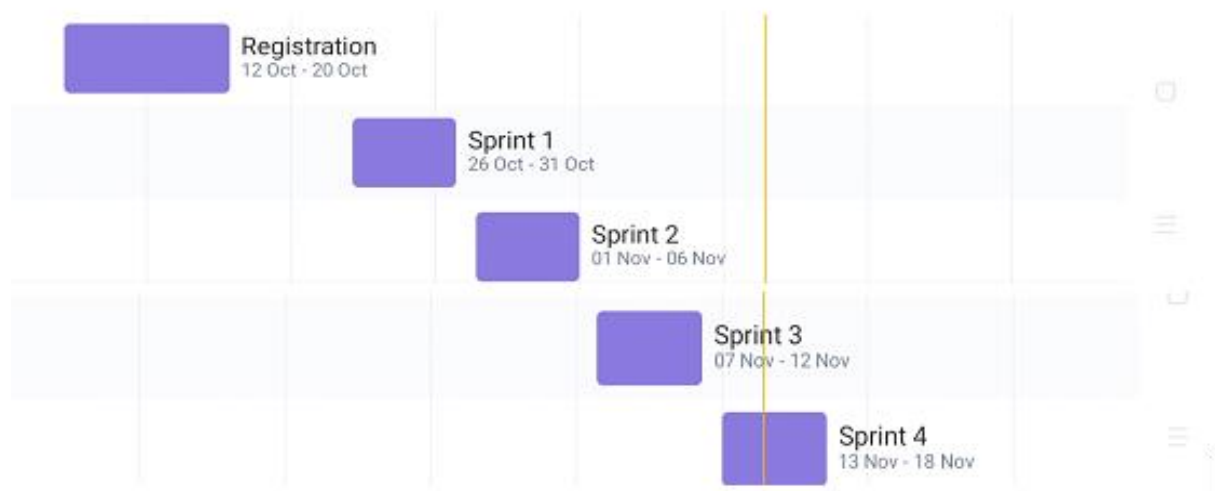 Registration
12 Oct - 20 Oct
Sprint 1
26 Oct - 31 Oct
Sprint 2
01 Nov - 06 Nov
Sprint 3
07 Nov - 12 Nov
Sprint 4
13 Nov - 18 Nov